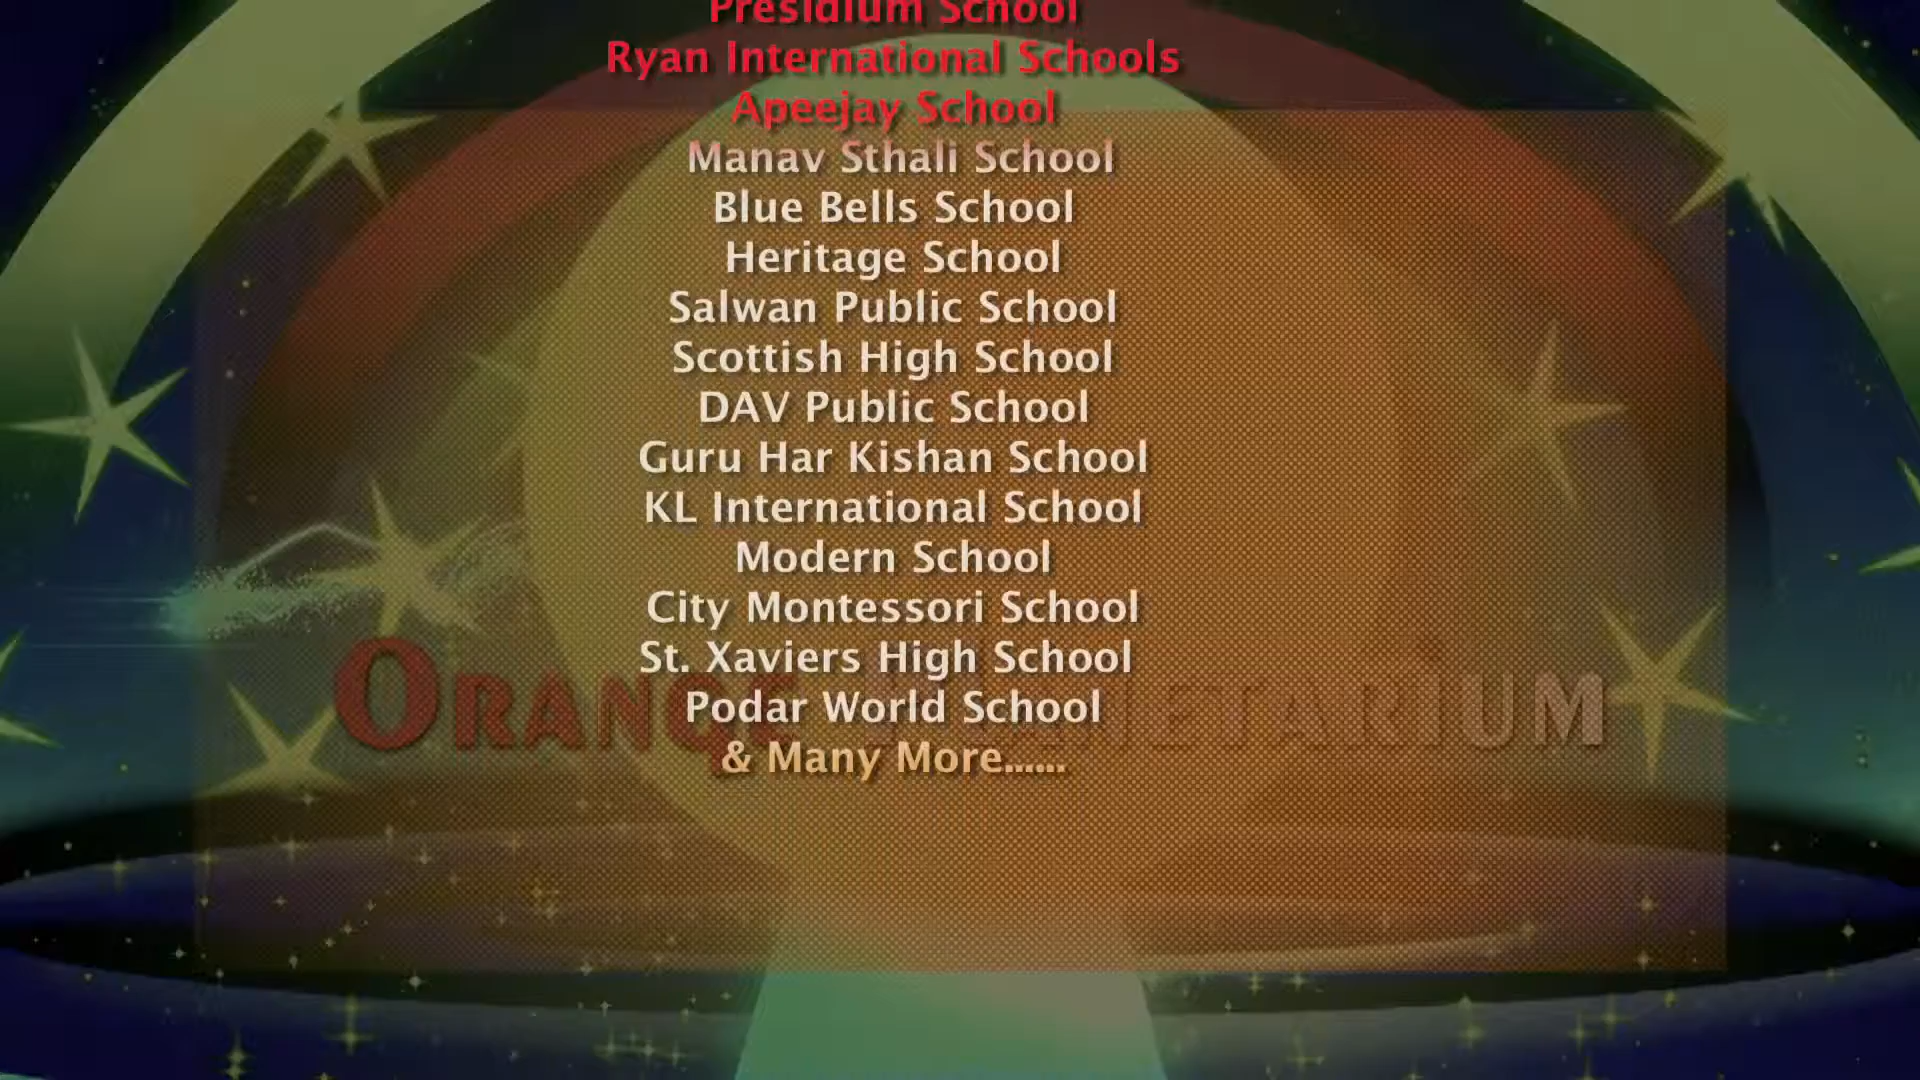 Presidium School
Ryan International Schools
Apeejay School
Manav Sthali School
Blue Bells School
Heritage School
Salwan Public School
Scottish High School
DAV Public School
Guru Har Kishan School
KL International School
Modern School
City Montessori School
St. Xaviers High School
Podar World School
& Many More......
ORANGE PLANETARIUM